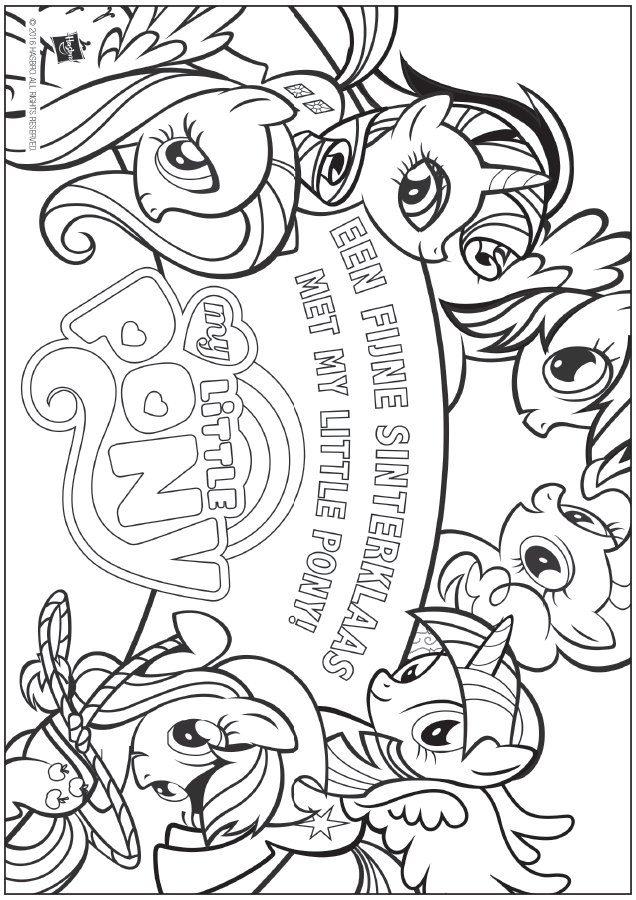 EEN FIJNE SINTERKLAAS
MET MY LITTLE PONY!
my
LITTLE
PONY
Hasbro
© 2016 HASBRO. ALL RIGHTS RESERVED.